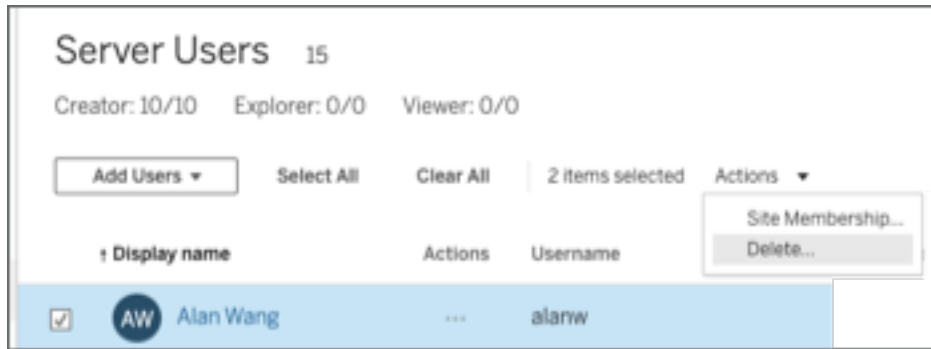 Server Users 15
Creator: 10/10 Explorer: 0/0 Viewer: 0/0
Add Users Select All Clear All 2 items selected Actions
Site Membership...
Delete...
↑ Display name Actions Username
AW Alan Wang ... alanw